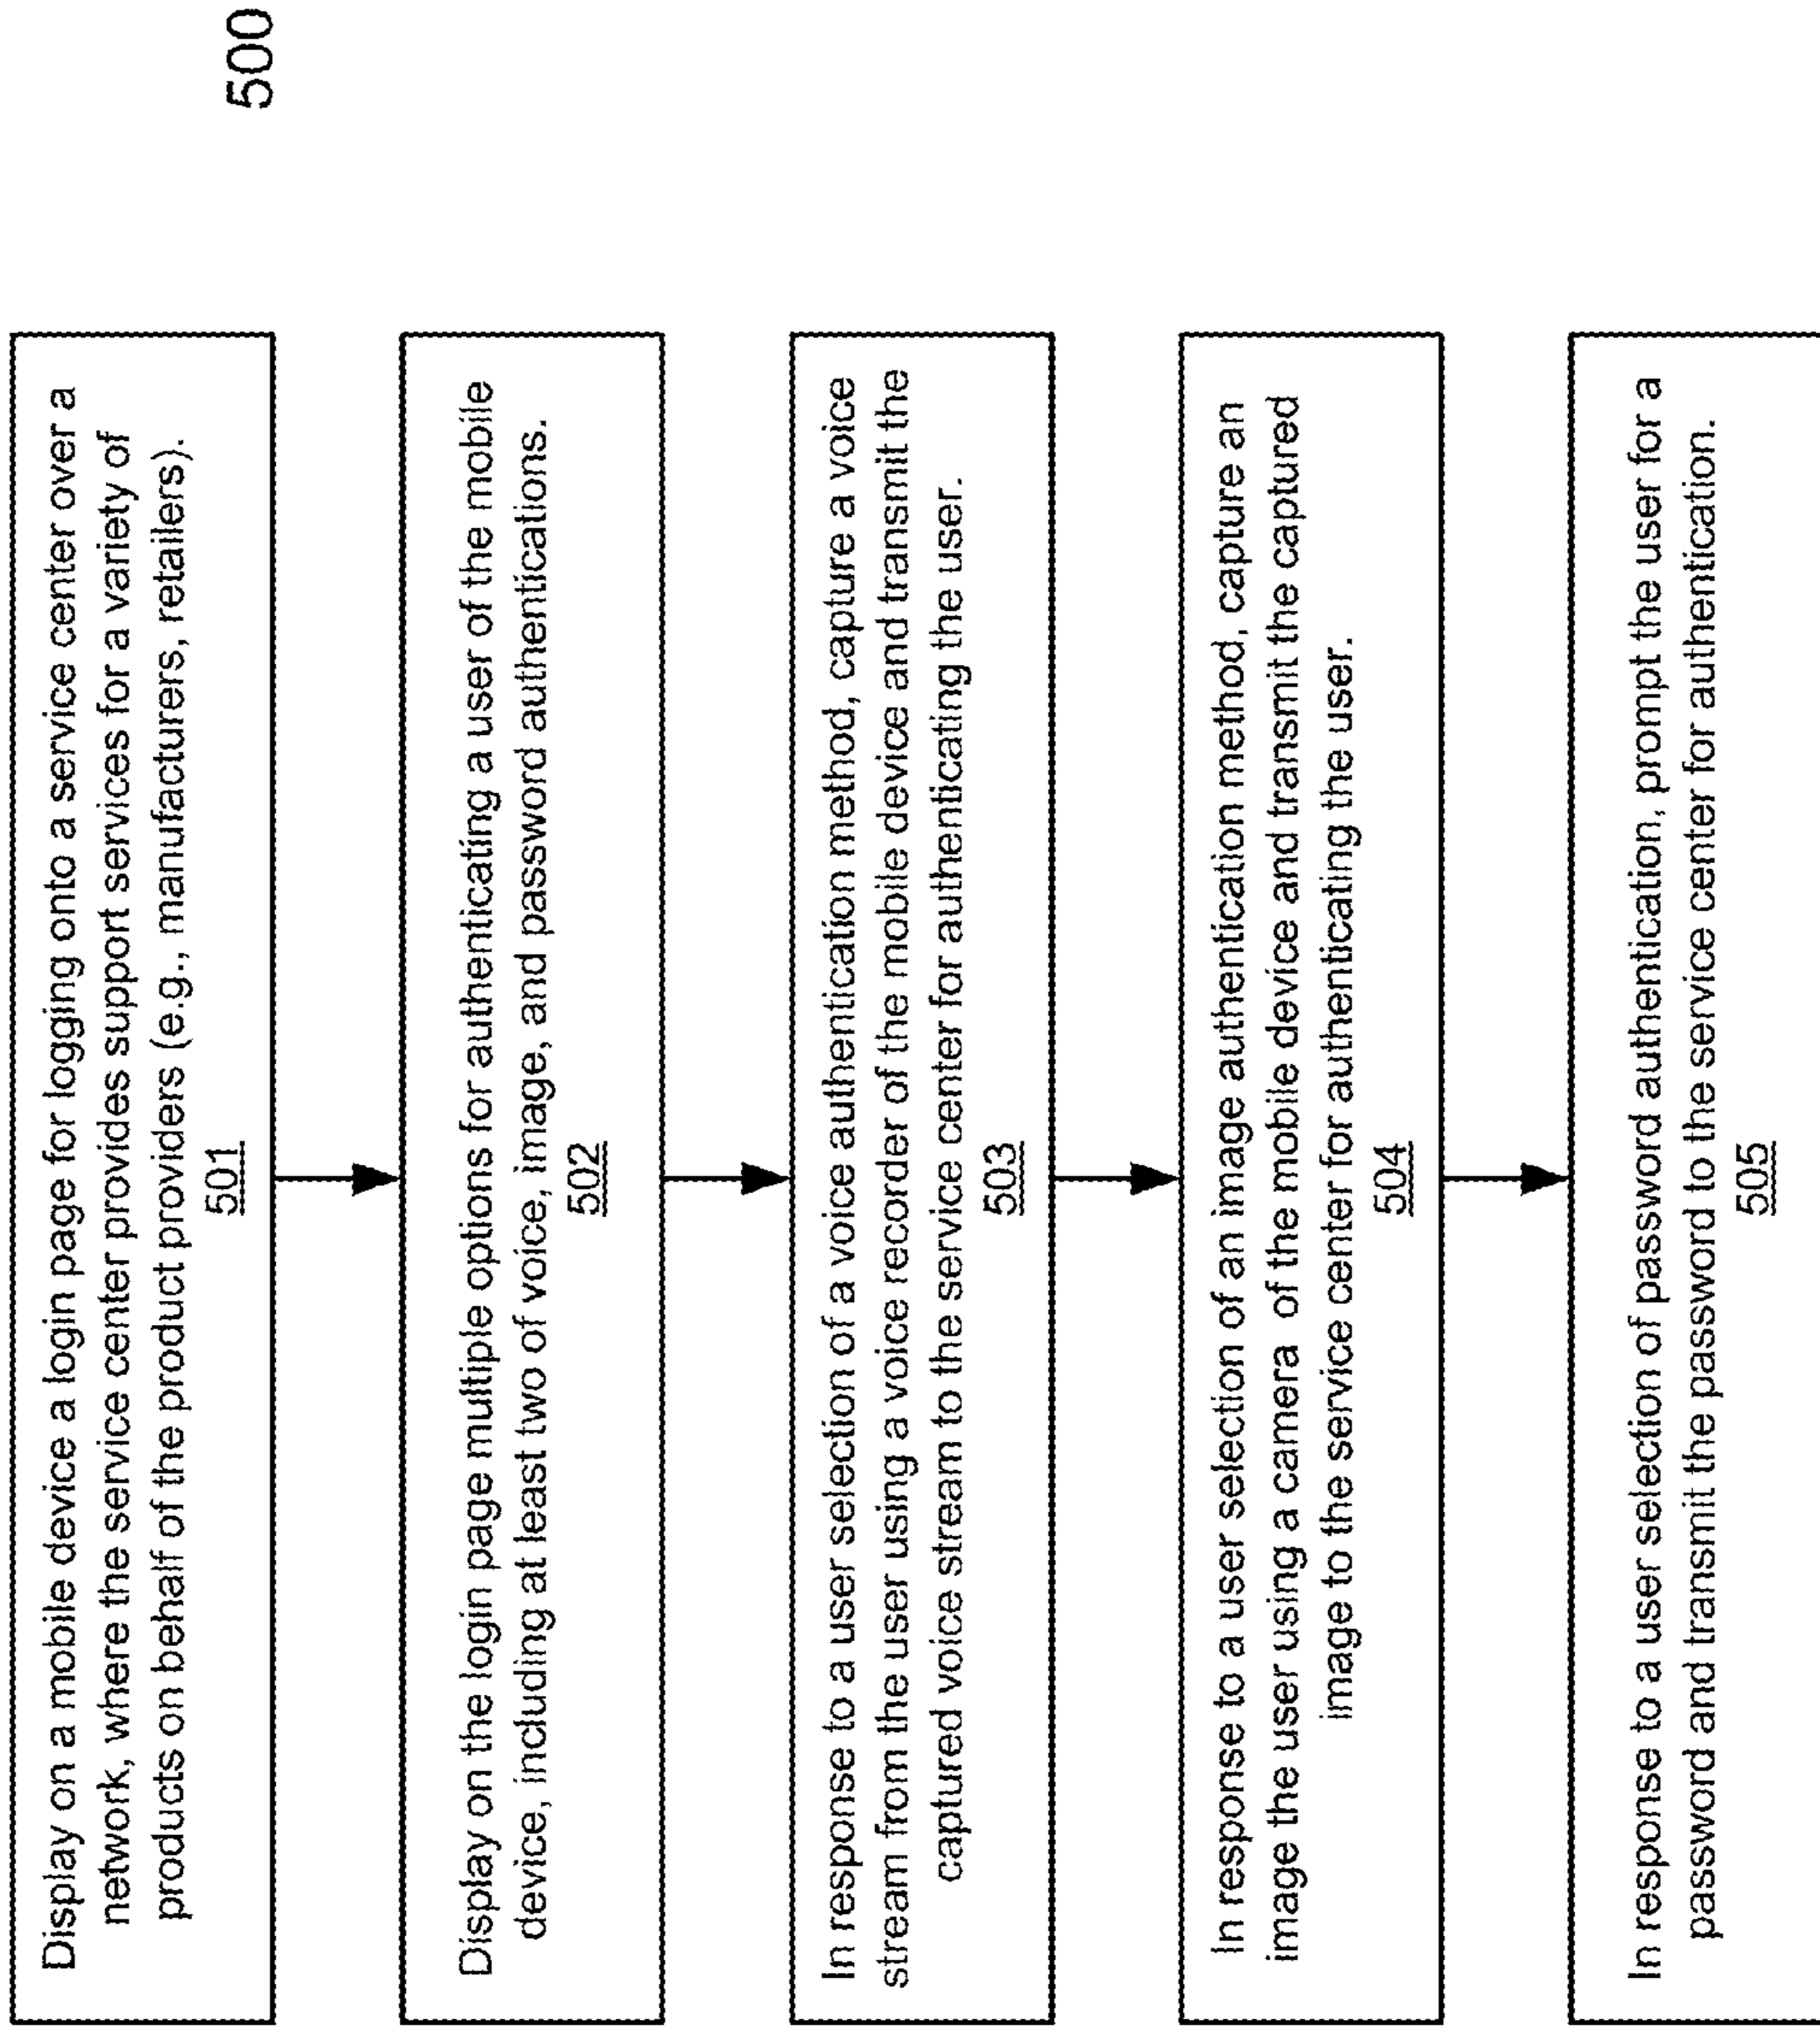 500
Display on a mobile device a login page for logging onto a service center over a
network, where the service center provides support services for a variety of
products on behalf of the product providers (e.g., manufacturers, retailers).
501
Display on the login page multiple options for authenticating a user of the mobile
device, including at least two of voice, image, and password authentications.
502
In response to a user selection of a voice authentication method, capture a voice
stream from the user using a voice recorder of the mobile device and transmit the
captured voice stream to the service center for authenticating the user.
503
In response to a user selection of an image authentication method, capture an
image the user using a camera of the mobile device and transmit the captured
image to the service center for authenticating the user.
504
In response to a user selection of password authentication, prompt the user for a
password and transmit the password to the service center for authentication.
505